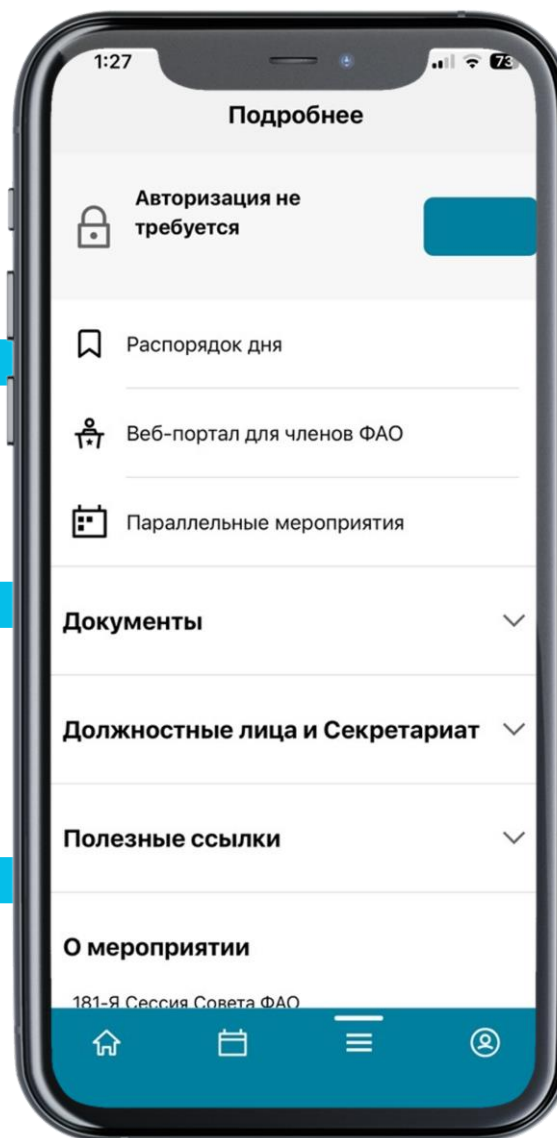 1:27
73
Подробнее
Авторизация не
требуется
Распорядок дня
Веб-портал для членов ФАО
Параллельные мероприятия
Документы
Должностные лица и Секретариат
Полезные ссылки
О мероприятии
181-Я Сессия Совета ФАО